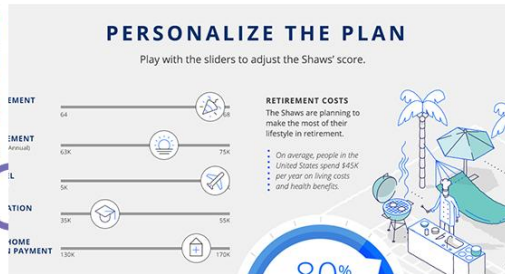 PERSONALIZE THE PLAN
Play with the sliders to adjust the Shaws' score.
EMENT
64
68
EMENT
Annual)
63K
75K
L
5K
ATION
35K
55K
HOME
N PAYMENT
130K
170K
RETIREMENT COSTS
The Shaws are planning to
make the most of their
lifestyle in retirement.
On average, people in the
United States spend $45K
per year on living costs
and health benefits.
80%